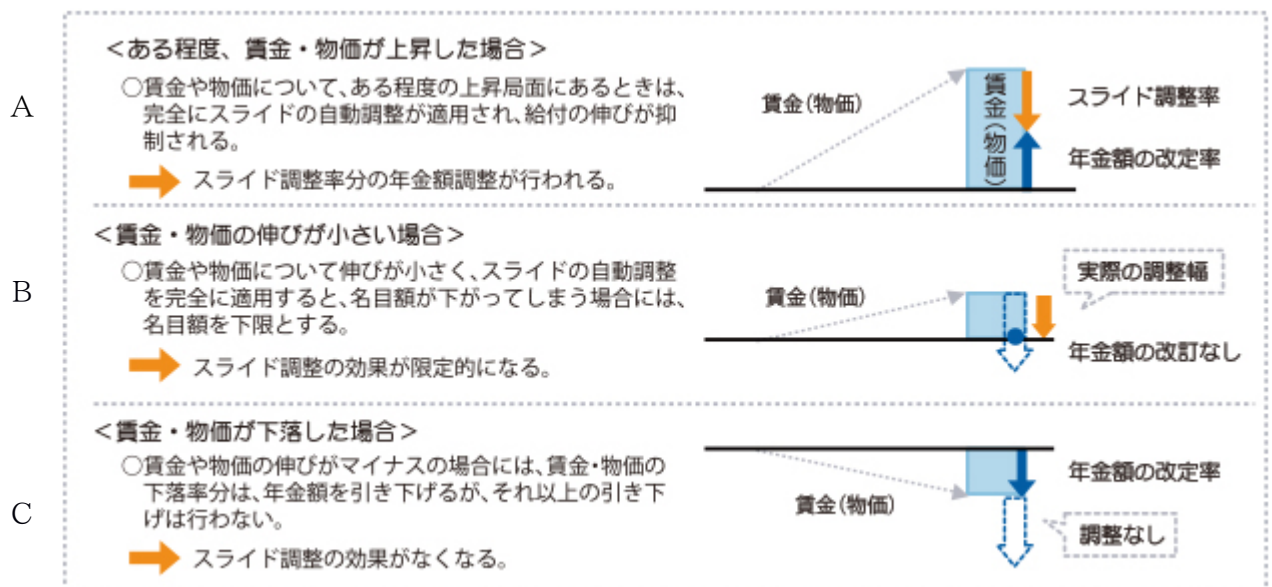 A
<ある程度、賃金・物価が上昇した場合>
○賃金や物価について、ある程度の上昇局面にあるときは、
完全にスライドの自動調整が適用され、給付の伸びが抑
制される。
スライド調整率分の年金額調整が行われる。
賃金(物価)
賃金(物価)
スライド調整率
年金額の改定率
B
<賃金・物価の伸びが小さい場合>
○賃金や物価について伸びが小さく、スライドの自動調整
を完全に適用すると、名目額が下がってしまう場合には、
名目額を下限とする。
スライド調整の効果が限定的になる。
賃金(物価)
実際の調整幅
年金額の改訂なし
C
<賃金・物価が下落した場合>
○賃金や物価の伸びがマイナスの場合には、賃金・物価の
下落率分は、年金額を引き下げるが、それ以上の引き下
げは行わない。
スライド調整の効果がなくなる。
賃金(物価)
年金額の改定率
調整なし